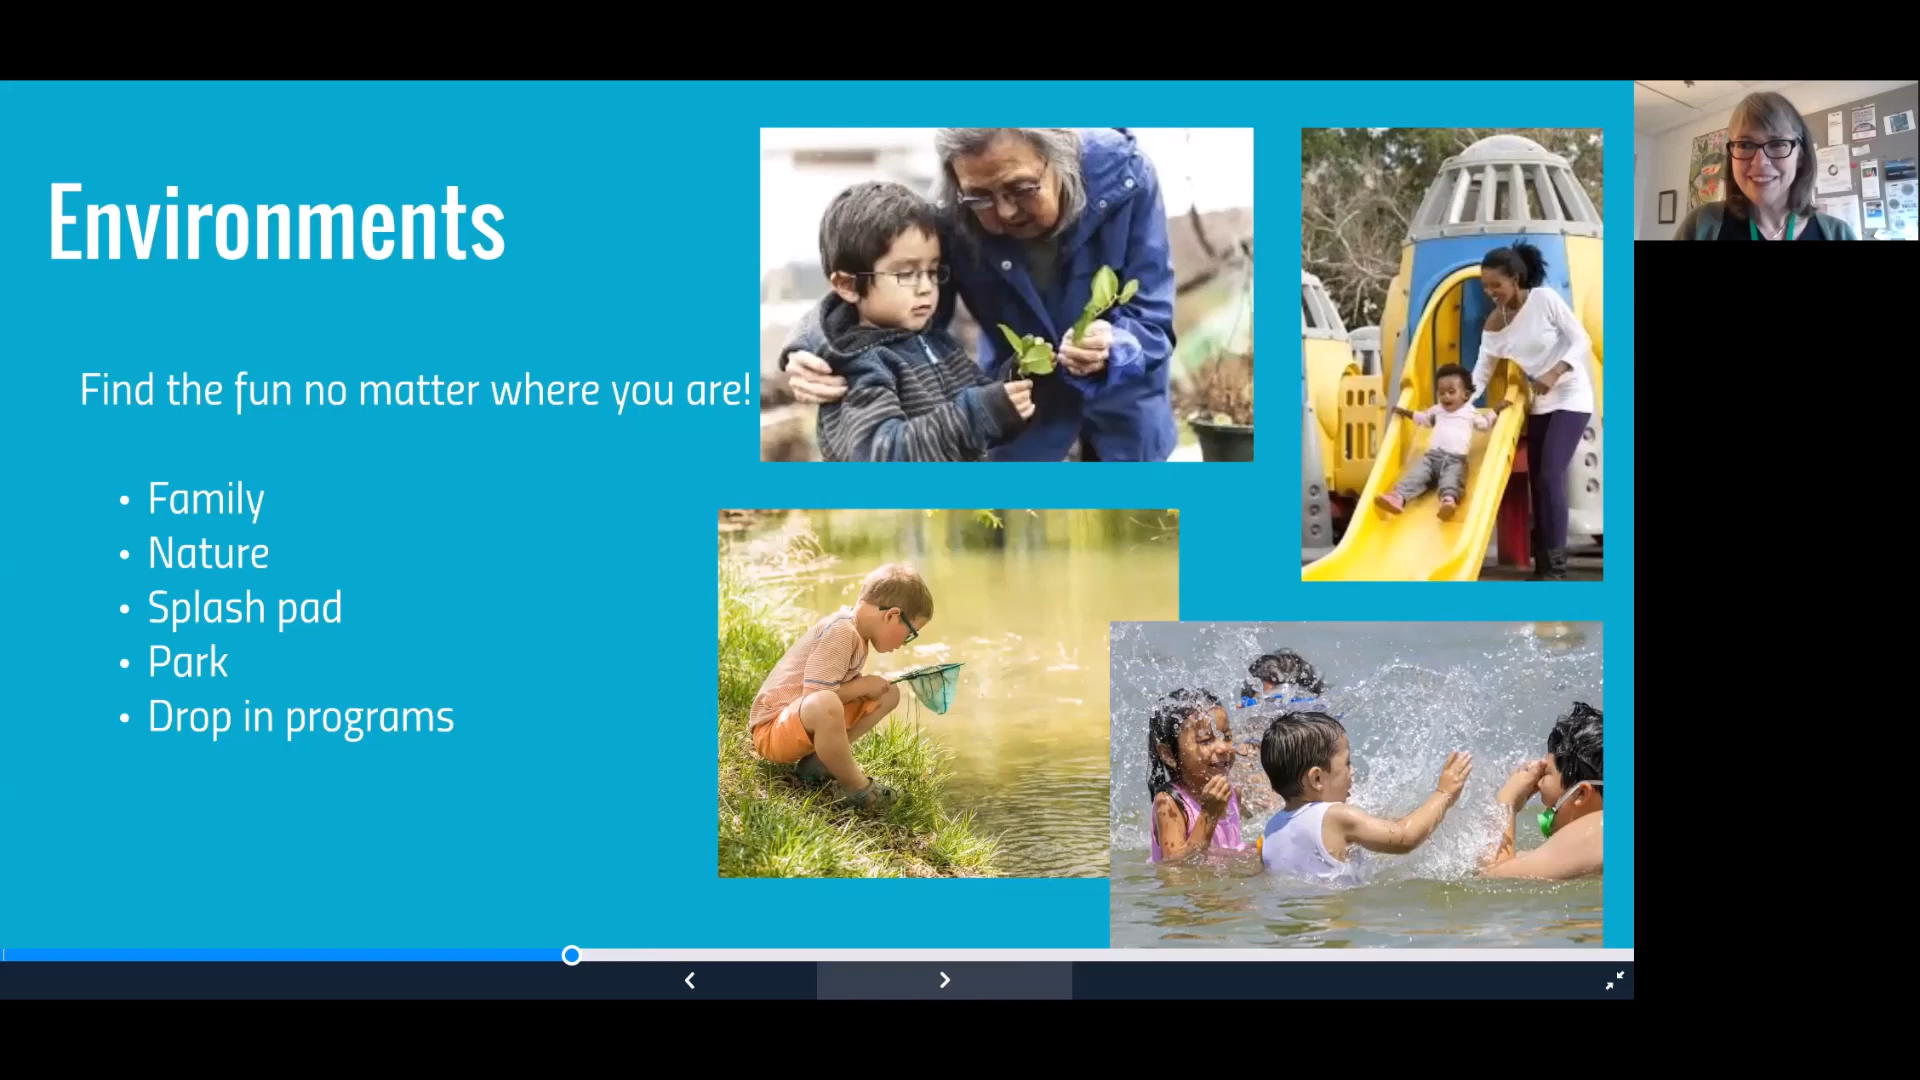 Environments
Find the fun no matter where you are!
• Family
• Nature
• Splash pad
• Park
• Drop in programs